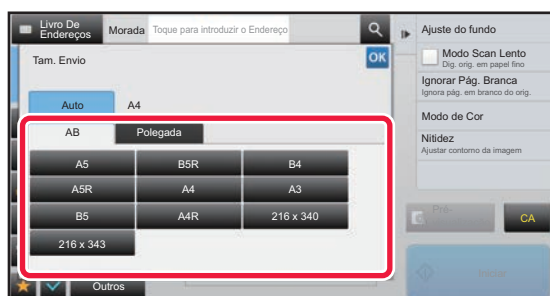 Livro De
Endereços
Morada
Toque para introduzir o Endereço
Tam. Envio
OK
Auto
A4
AB
Polegada
A5
B5R
B4
A5R
A4
A3
B5
A4R
216 x 340
216 x 343
Outros
Ajuste do fundo
Modo Scan Lento
Dig. orig. em papel fino
Ignorar Pág. Branca
Ignora pág. em branco do orig.
Modo de Cor
Nitidez
Ajustar contorno da imagem
CA
Iniciar